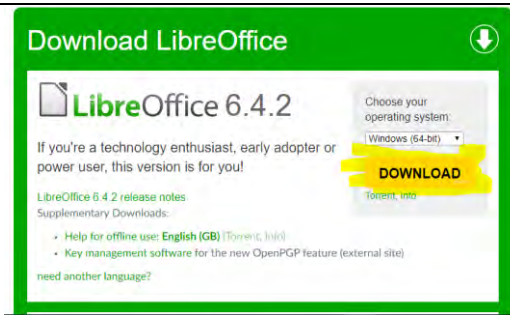 Download LibreOffice
LibreOffice 6.4.2
If you're a technology enthusiast, early adopter or
power user, this version is for you!
LibreOffice 6.4.2 release notes
Supplementary Downloads:
• Help for offline use: English (GB) (Torrent, Info)
• Key management software for the new OpenPGP feature (external site)
need another language?
Choose your
operating system:
Windows (64-bit)
DOWNLOAD
Torrent, Info